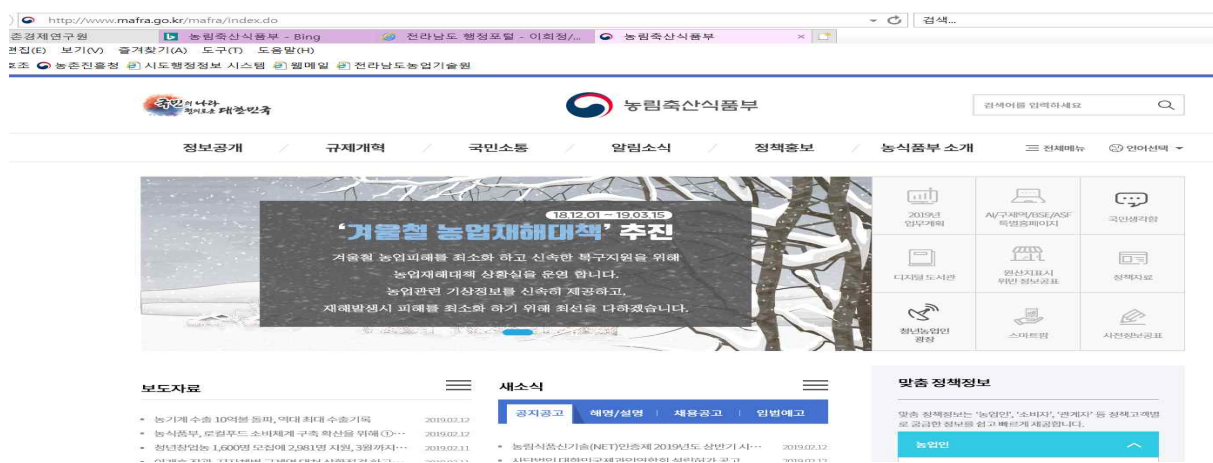 http://www.mafra.go.kr/mafra/index.do
검색...
촌경제연구원
농림축산식품부 - Bing
전라남도 행정포털 - 이희정/...
농림축산식품부
편집(E) 보기(V) 즐겨찾기(A) 도구(T) 도움말(H)
농촌진흥청 시도행정정보 시스템 웹메일 전라남도농업기술원
국민의 나라
정의로운 대한민국
농림축산식품부
검색어를 입력하세요
정보공개 규제개혁 국민소통 알림소식 정책홍보 농식품부 소개 전체메뉴 언어선택
18.12.01 ~ 19.03.15
'겨울철 농업재해대책' 추진
겨울철 농업피해를 최소화 하고 신속한 복구지원을 위해
농업재해대책 상황실을 운영 합니다.
농업관련 기상정보를 신속히 제공하고,
재해발생시 피해를 최소화 하기 위해 최선을 다하겠습니다.
2019년
업무계획
AI/구제역/BSE/ASF
특별홈페이지
국민생각함
디지털도서관
원산지표시
위반 정보공표
정책자료
청년농업인
광장
스마트팜
사전정보공표
보도자료
농기계 수출 10억불 돌파, 역대 최대 수출기록 2019.02.12
농식품부, 로컬푸드 소비체계 구축 확산을 위해 ①··· 2019.02.12
청년창업농 1,600명 모집에 2,981명 지원, 3월까지··· 2019.02.11
새소식
공지공고 해명/설명 채용공고 입법예고
농림식품신기술(NET)인증제 2019년도 상반기 시··· 2019.02.12
맞춤 정책정보
맞춤 정책정보는 '농업인', '소비자', '관계자' 등 정책고객별
로 궁금한 정보를 쉽고 빠르게 제공합니다.
농업인